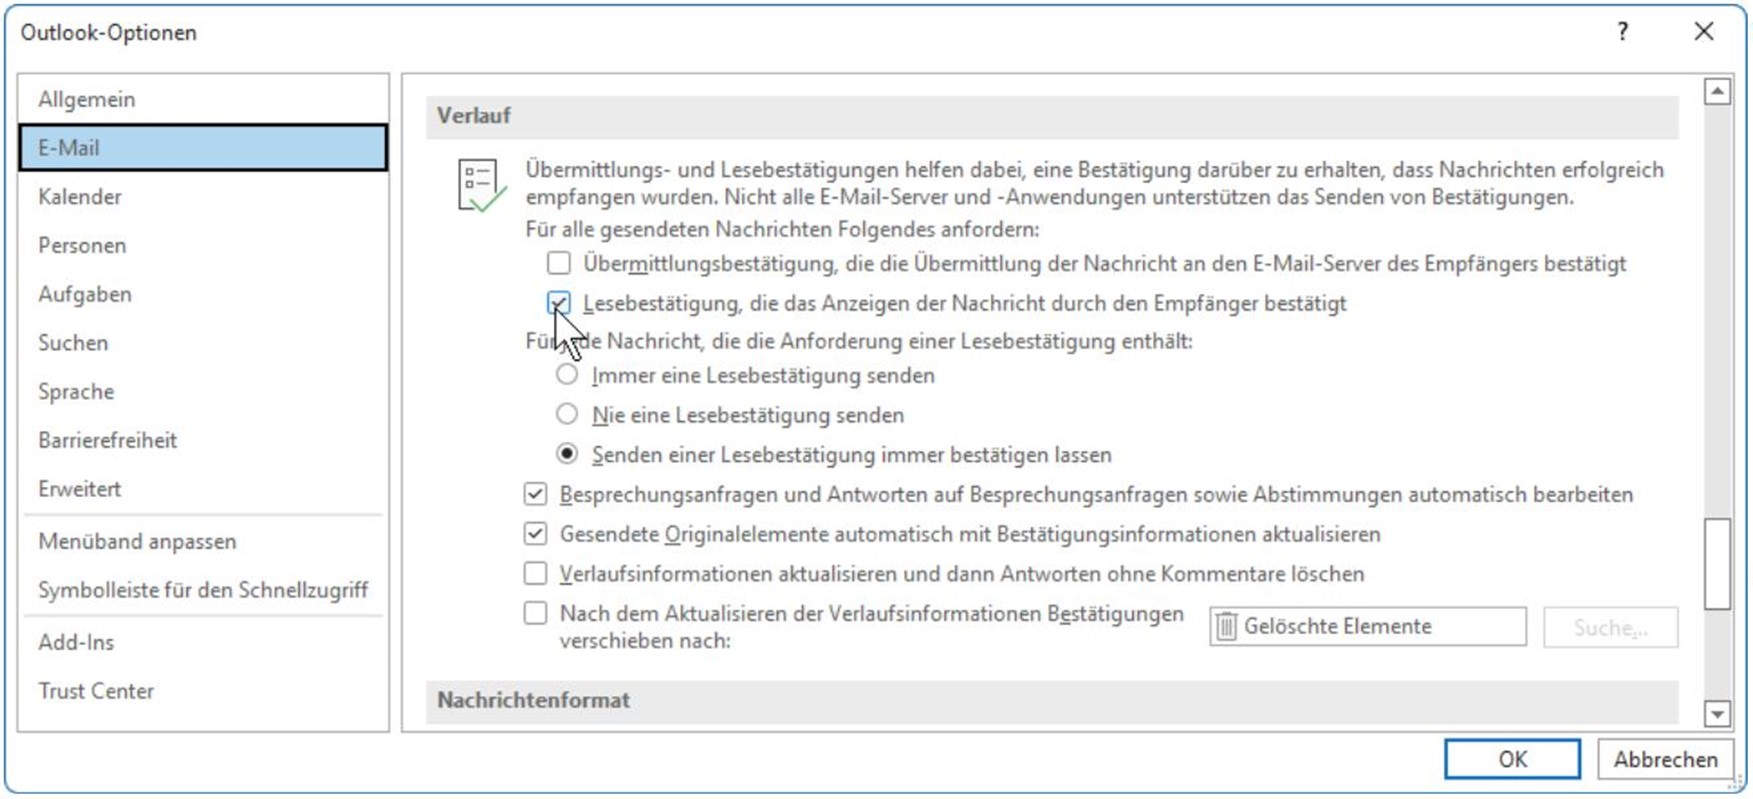 Outlook-Optionen
?
Allgemein
E-Mail
Kalender
Personen
Aufgaben
Suchen
Sprache
Barrierefreiheit
Erweitert
Menüband anpassen
Symbolleiste für den Schnellzugriff
Add-Ins
Trust Center
Verlauf
Übermittlungs- und Lesebestätigungen helfen dabei, eine Bestätigung darüber zu erhalten, dass Nachrichten erfolgreich
empfangen wurden. Nicht alle E-Mail-Server und -Anwendungen unterstützen das Senden von Bestätigungen.
Für alle gesendeten Nachrichten Folgendes anfordern:
Übermittlungsbestätigung, die die Übermittlung der Nachricht an den E-Mail-Server des Empfängers bestätigt
Lesebestätigung, die das Anzeigen der Nachricht durch den Empfänger bestätigt
Für jede Nachricht, die die Anforderung einer Lesebestätigung enthält:
Immer eine Lesebestätigung senden
Nie eine Lesebestätigung senden
Senden einer Lesebestätigung immer bestätigen lassen
Besprechungsanfragen und Antworten auf Besprechungsanfragen sowie Abstimmungen automatisch bearbeiten
Gesendete Originalelemente automatisch mit Bestätigungsinformationen aktualisieren
Verlaufsinformationen aktualisieren und dann Antworten ohne Kommentare löschen
Nach dem Aktualisieren der Verlaufsinformationen Bestätigungen
verschieben nach:
Gelöschte Elemente
Suche...
Nachrichtenformat
OK
Abbrechen